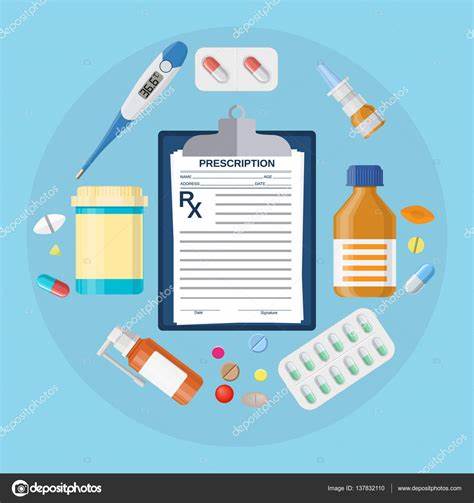 36.6°
PRESCRIPTION
NAME AGE
ADDRESS DATE
Rx
Date Signature
depositphotos
Image ID: 137832110 www.depositphotos.com